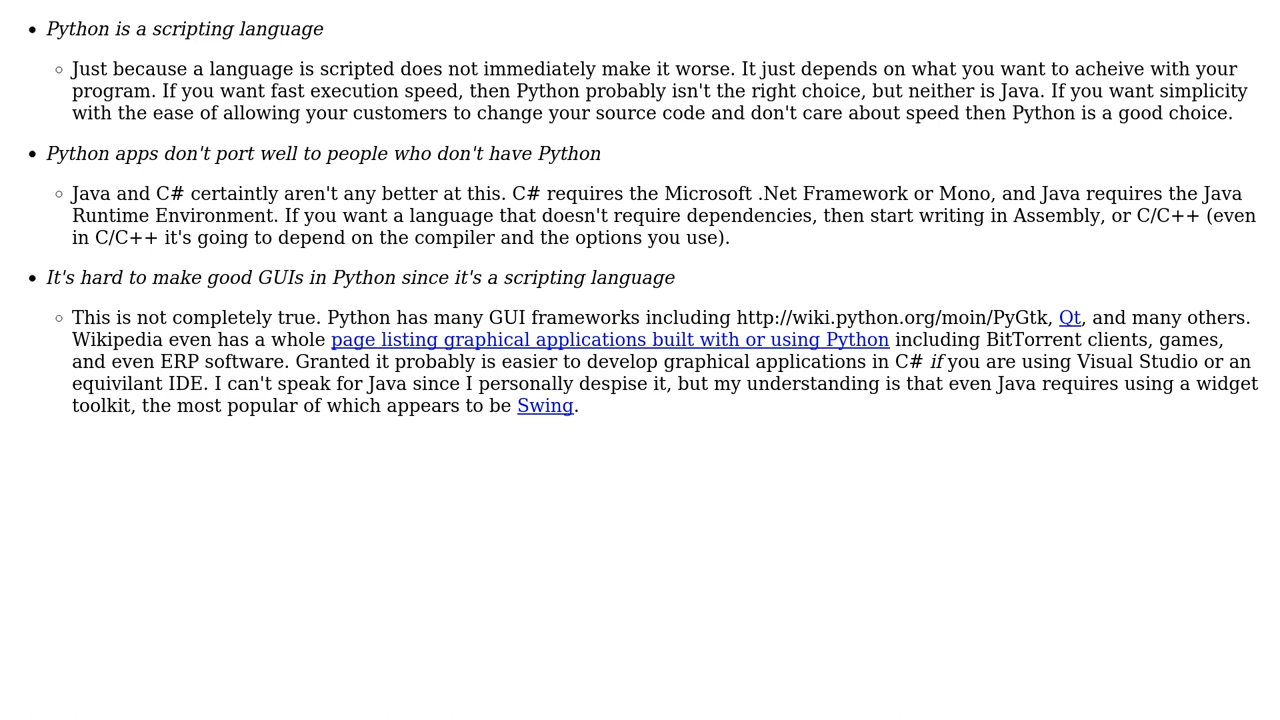 Python is a scripting language
Just because a language is scripted does not immediately make it worse. It just depends on what you want to acheive with your
program. If you want fast execution speed, then Python probably isn't the right choice, but neither is Java. If you want simplicity
with the ease of allowing your customers to change your source code and don't care about speed then Python is a good choice.
Python apps don't port well to people who don't have Python
Java and C# certaintly aren't any better at this. C# requires the Microsoft .Net Framework or Mono, and Java requires the Java
Runtime Environment. If you want a language that doesn't require dependencies, then start writing in Assembly, or C/C++ (even
in C/C++ it's going to depend on the compiler and the options you use).
It's hard to make good GUIs in Python since it's a scripting language
This is not completely true. Python has many GUI frameworks including http://wiki.python.org/moin/PyGtk, Qt, and many others.
Wikipedia even has a whole page listing graphical applications built with or using Python including BitTorrent clients, games,
and even ERP software. Granted it probably is easier to develop graphical applications in C# if you are using Visual Studio or an
equivilant IDE. I can't speak for Java since I personally despise it, but my understanding is that even Java requires using a widget
toolkit, the most popular of which appears to be Swing.